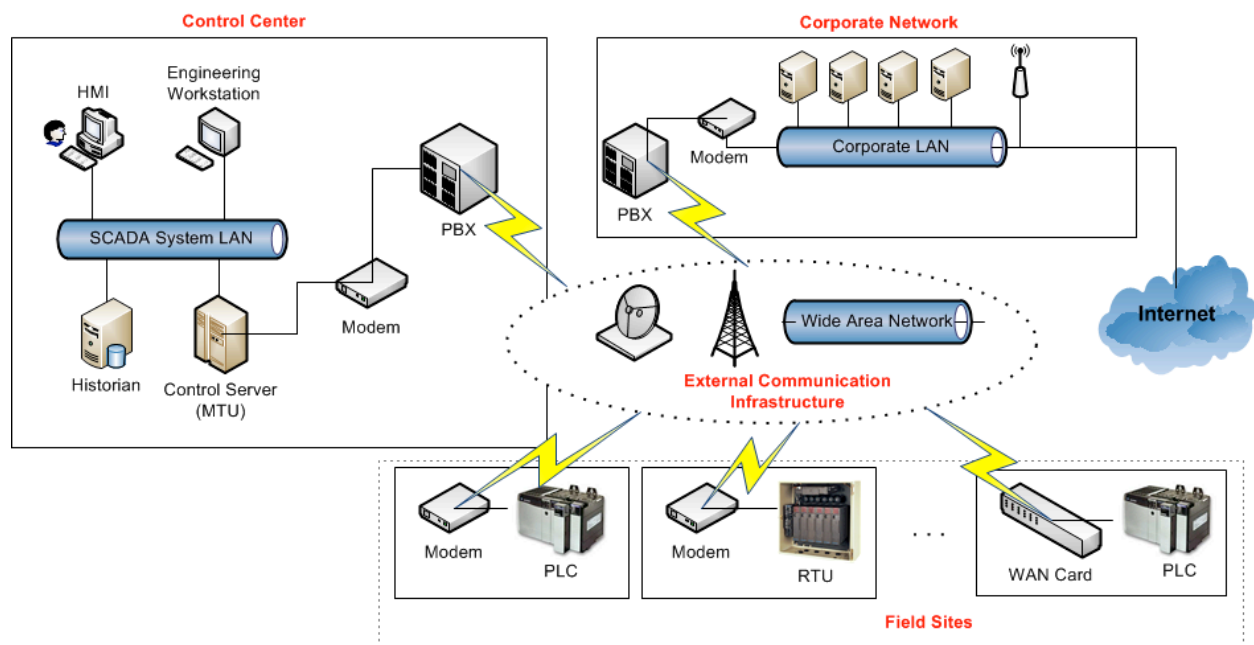 Control Center
Corporate Network
HMI
Engineering
Workstation
SCADA System LAN
Historian
Control Server
(MTU)
Modem
PBX
PBX
Modem
Corporate LAN
Internet
Wide Area Network
External Communication
Infrastructure
Modem
PLC
Modem
RTU
. . .
WAN Card
PLC
Field Sites